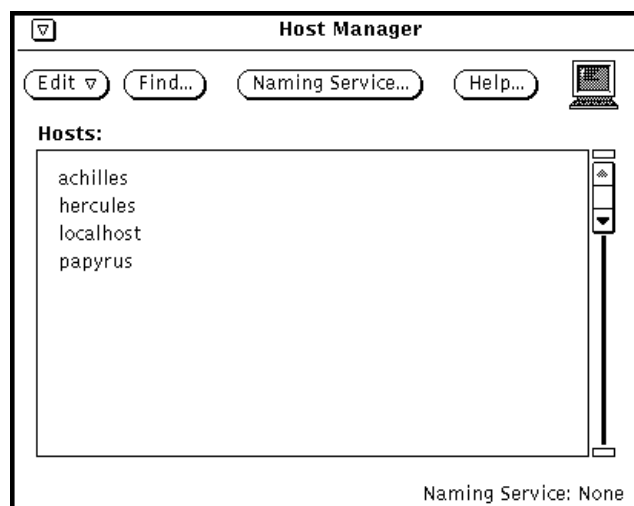 Host Manager
Edit Find... Naming Service... Help...
Hosts:
achilles
hercules
localhost
papyrus
Naming Service: None